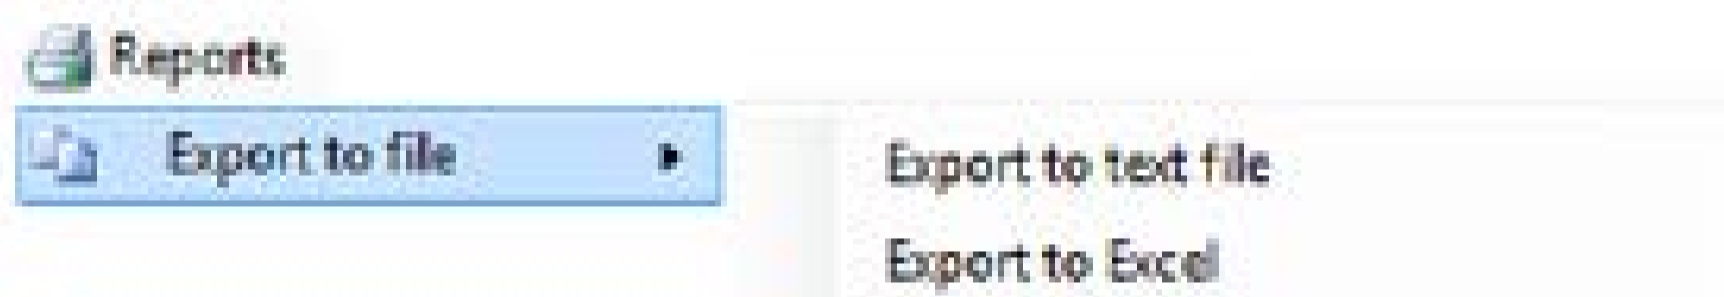 Reports
Export to file
Export to text file
Export to Excel